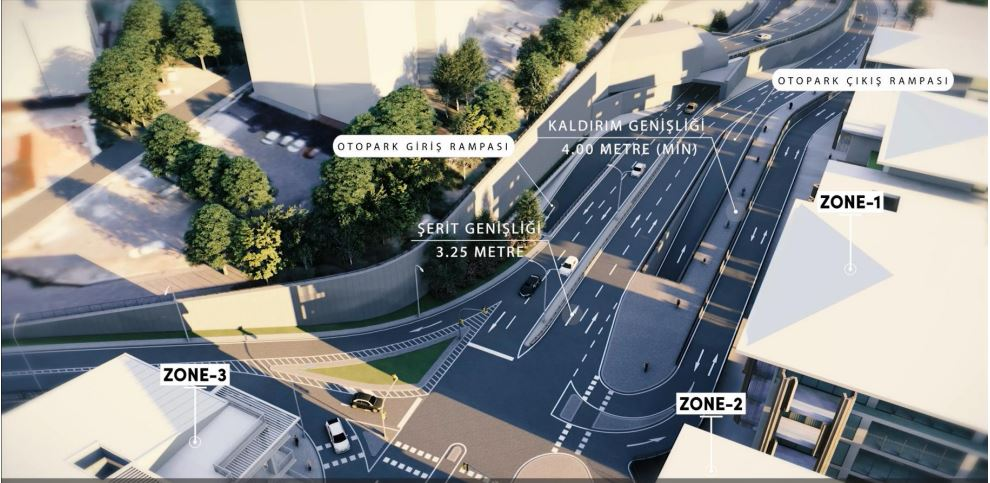 OTOPARK ÇIKIŞ RAMPASI
KALDIRIM GENİŞLİĞİ
4.00 METRE (MİN)
OTOPARK GİRİŞ RAMPASI
ZONE-1
ŞERİT GENİŞLİĞİ
3.25 METRE
ZONE-3
ZONE-2